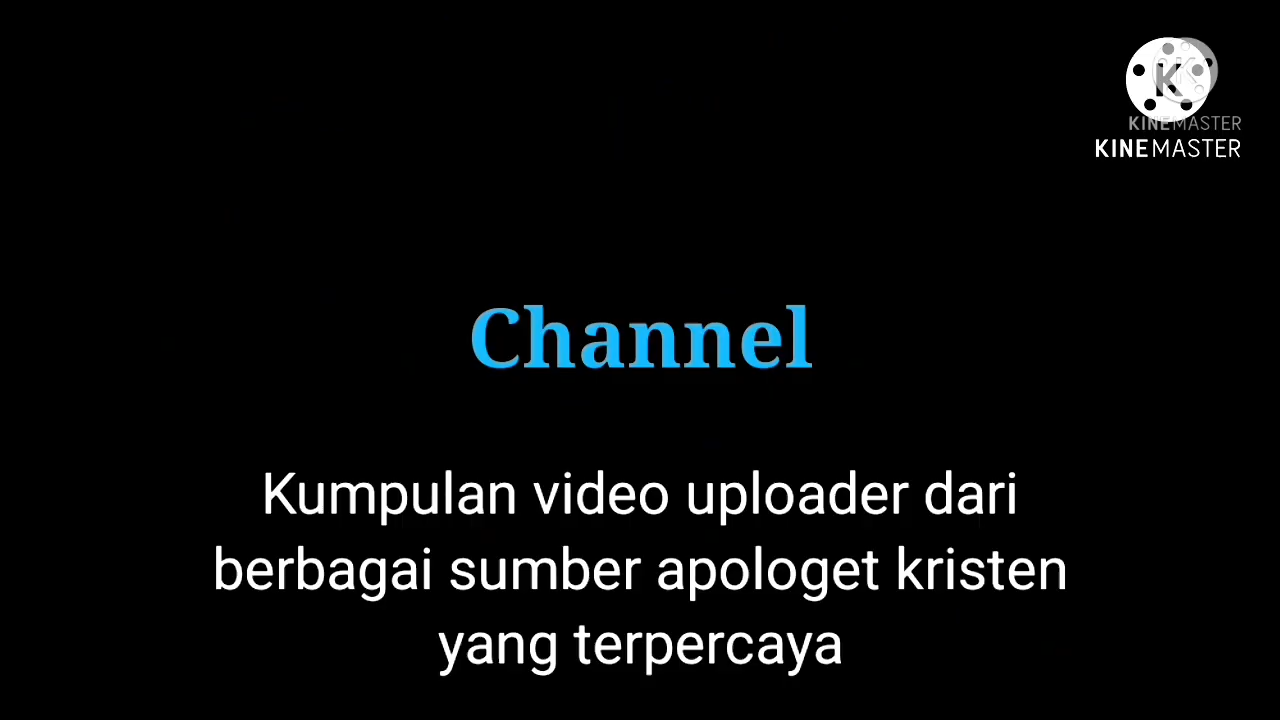 K
KINEMASTER
KINEMASTER
Channel
Kumpulan video uploader dari
berbagai sumber apologet kristen
yang terpercaya